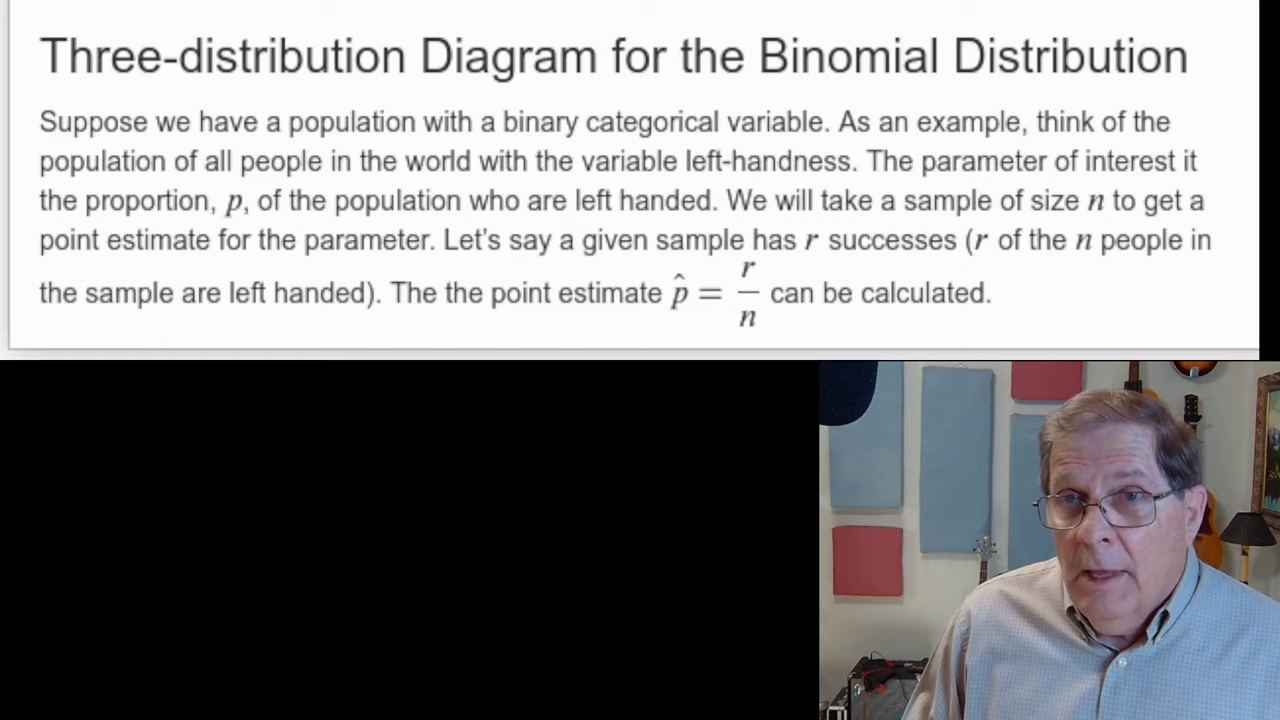 Three-distribution Diagram for the Binomial Distribution
Suppose we have a population with a binary categorical variable. As an example, think of the
population of all people in the world with the variable left-handness. The parameter of interest it
the proportion, p, of the population who are left handed. We will take a sample of size n to get a
point estimate for the parameter. Let's say a given sample has r successes (r of the n people in
the sample are left handed). The the point estimate p̂ = r/n can be calculated.